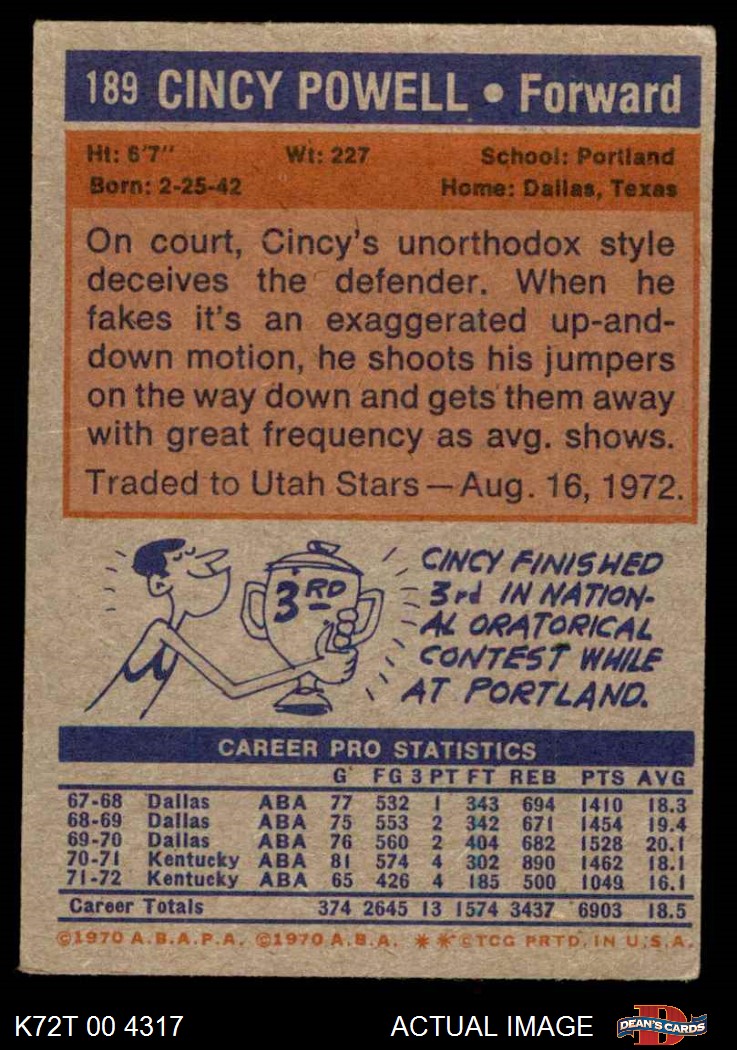 189 CINCY POWELL • Forward
Ht: 6'7" Wt: 227 School: Portland
Born: 2-25-42 Home: Dallas, Texas
On court, Cincy's unorthodox style
deceives the defender. When he
fakes it's an exaggerated up-and-
down motion, he shoots his jumpers
on the way down and gets them away
with great frequency as avg. shows.
Traded to Utah Stars—Aug. 16, 1972.
3RD
CINCY FINISHED
3rd IN NATION-
AL ORATORICAL
CONTEST WHILE
AT PORTLAND.
CAREER PRO STATISTICS
G FG 3PT FT REB PTS AVG
67-68 Dallas ABA 77 532 1 343 694 1410 18.3
68-69 Dallas ABA 75 553 2 342 671 1454 19.4
69-70 Dallas ABA 76 560 2 404 682 1528 20.1
70-71 Kentucky ABA 81 574 4 302 890 1462 18.1
71-72 Kentucky ABA 65 426 4 185 500 1049 16.1
Career Totals 374 2645 13 1574 3437 6903 18.5
©1970 A.B.A.P.A. ©1970 A.B.A. * * ©TCG PRTD. IN U.S.A.
K72T 00 4317 ACTUAL IMAGE D DEAN'S CARDS